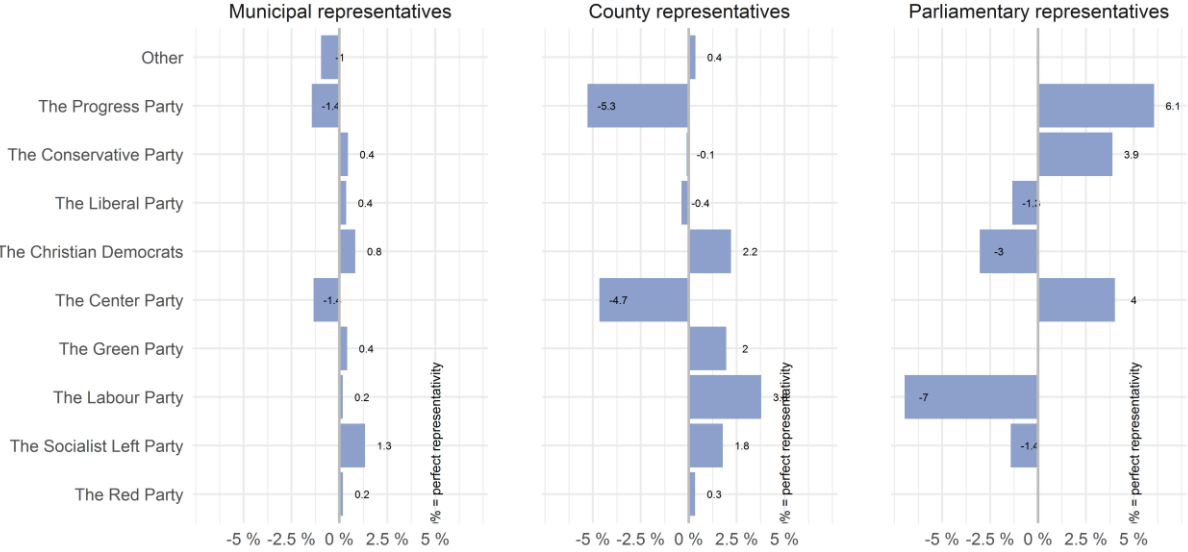 Municipal representatives
County representatives
Parliamentary representatives
Other
-1
0.4
The Progress Party
-1.4
-5.3
6.1
The Conservative Party
0.4
-0.1
3.9
The Liberal Party
0.4
-0.4
-1.3
The Christian Democrats
0.8
2.2
-3
The Center Party
-1.4
-4.7
4
The Green Party
0.4
2
The Labour Party
0.2
-7
The Socialist Left Party
1.3
1.8
-1.4
The Red Party
0.2
0.3
% = perfect representativity
% = perfect representativity
% = perfect representativity
-5 % -2.5 % 0 % 2.5 % 5 %
-5 % -2.5 % 0 % 2.5 % 5 %
-5 % -2.5 % 0 % 2.5 % 5 %